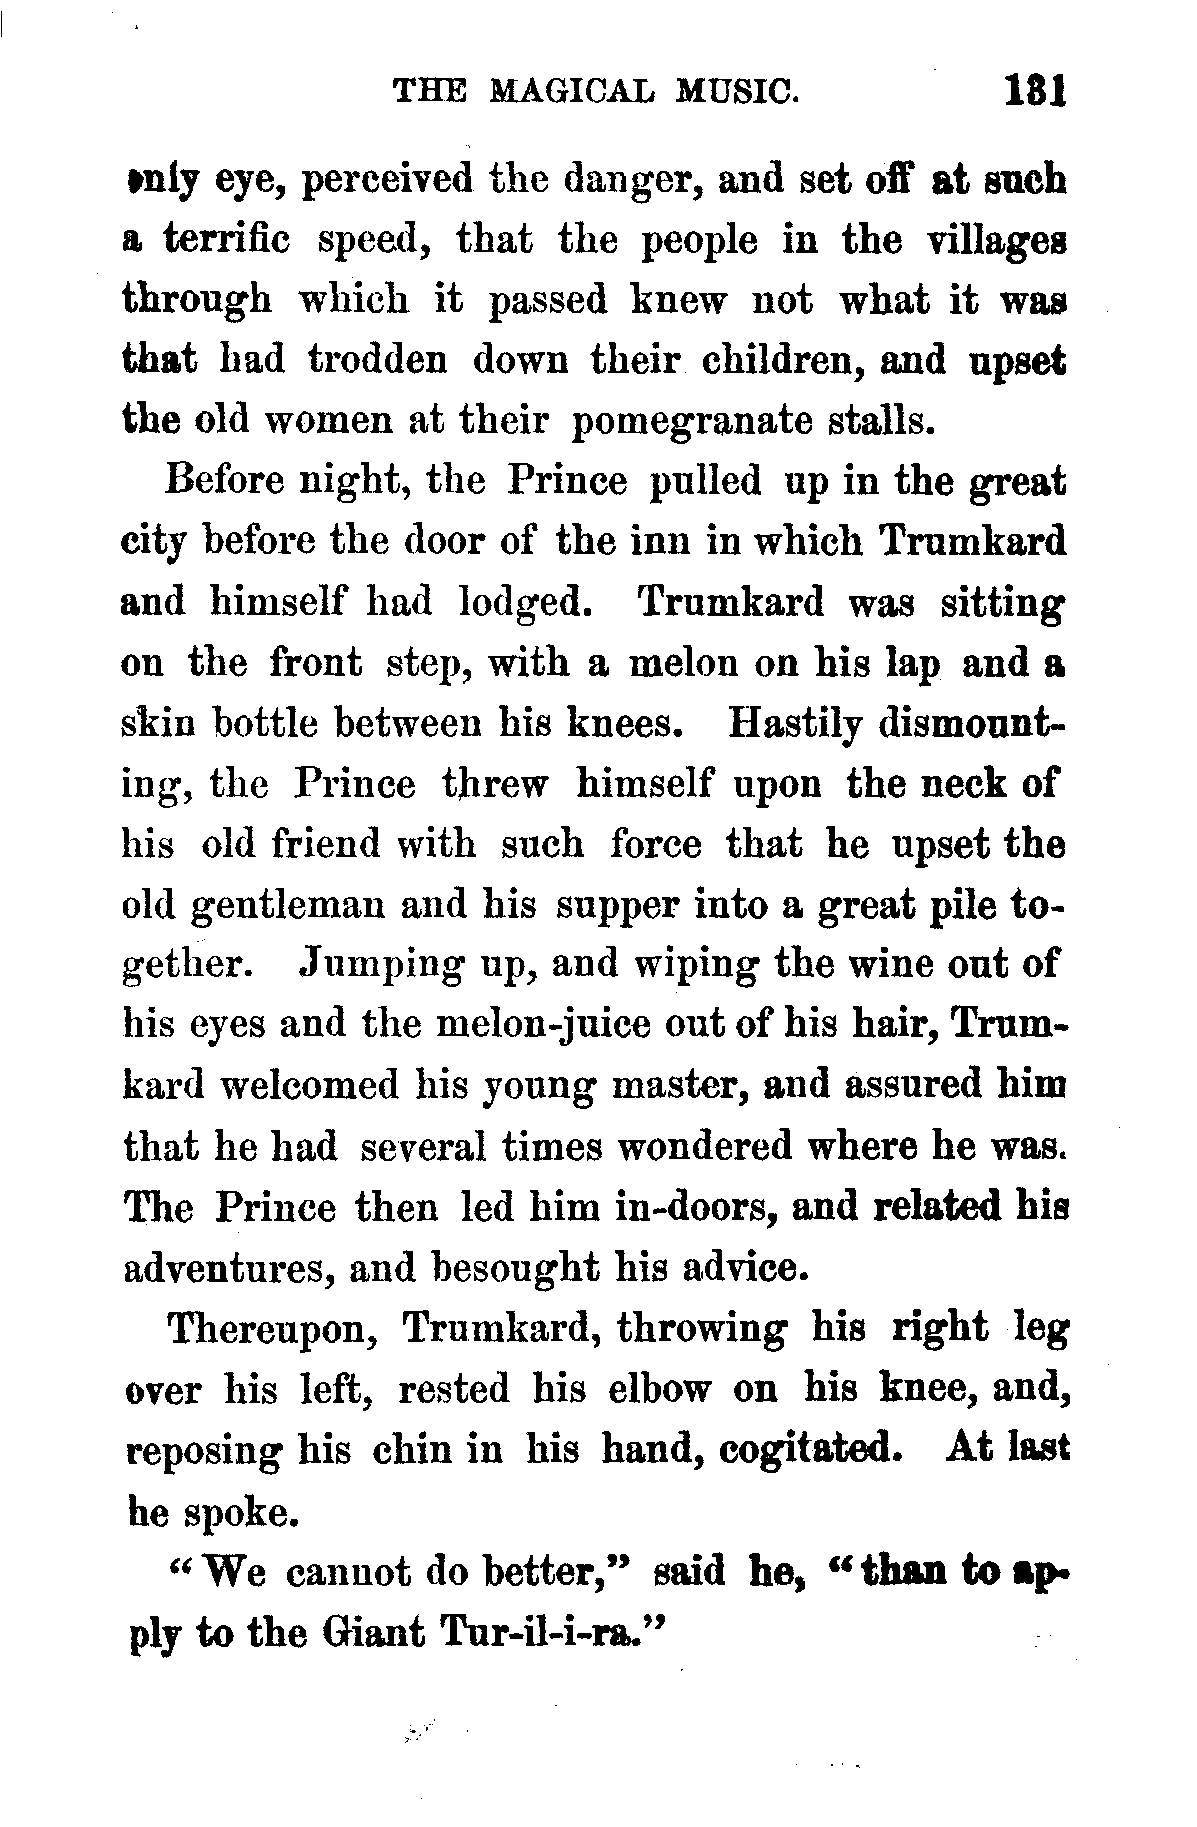 THE MAGICAL MUSIC. 131
only eye, perceived the danger, and set off at such
a terrific speed, that the people in the villages
through which it passed knew not what it was
that had trodden down their children, and upset
the old women at their pomegranate stalls.
Before night, the Prince pulled up in the great
city before the door of the inn in which Trumkard
and himself had lodged. Trumkard was sitting
on the front step, with a melon on his lap and a
skin bottle between his knees. Hastily dismount-
ing, the Prince threw himself upon the neck of
his old friend with such force that he upset the
old gentleman and his supper into a great pile to-
gether. Jumping up, and wiping the wine out of
his eyes and the melon-juice out of his hair, Trum-
kard welcomed his young master, and assured him
that he had several times wondered where he was.
The Prince then led him in-doors, and related his
adventures, and besought his advice.
Thereupon, Trumkard, throwing his right leg
over his left, rested his elbow on his knee, and,
reposing his chin in his hand, cogitated. At last
he spoke.
"We cannot do better," said he, "than to ap-
ply to the Giant Tur-il-i-ra."